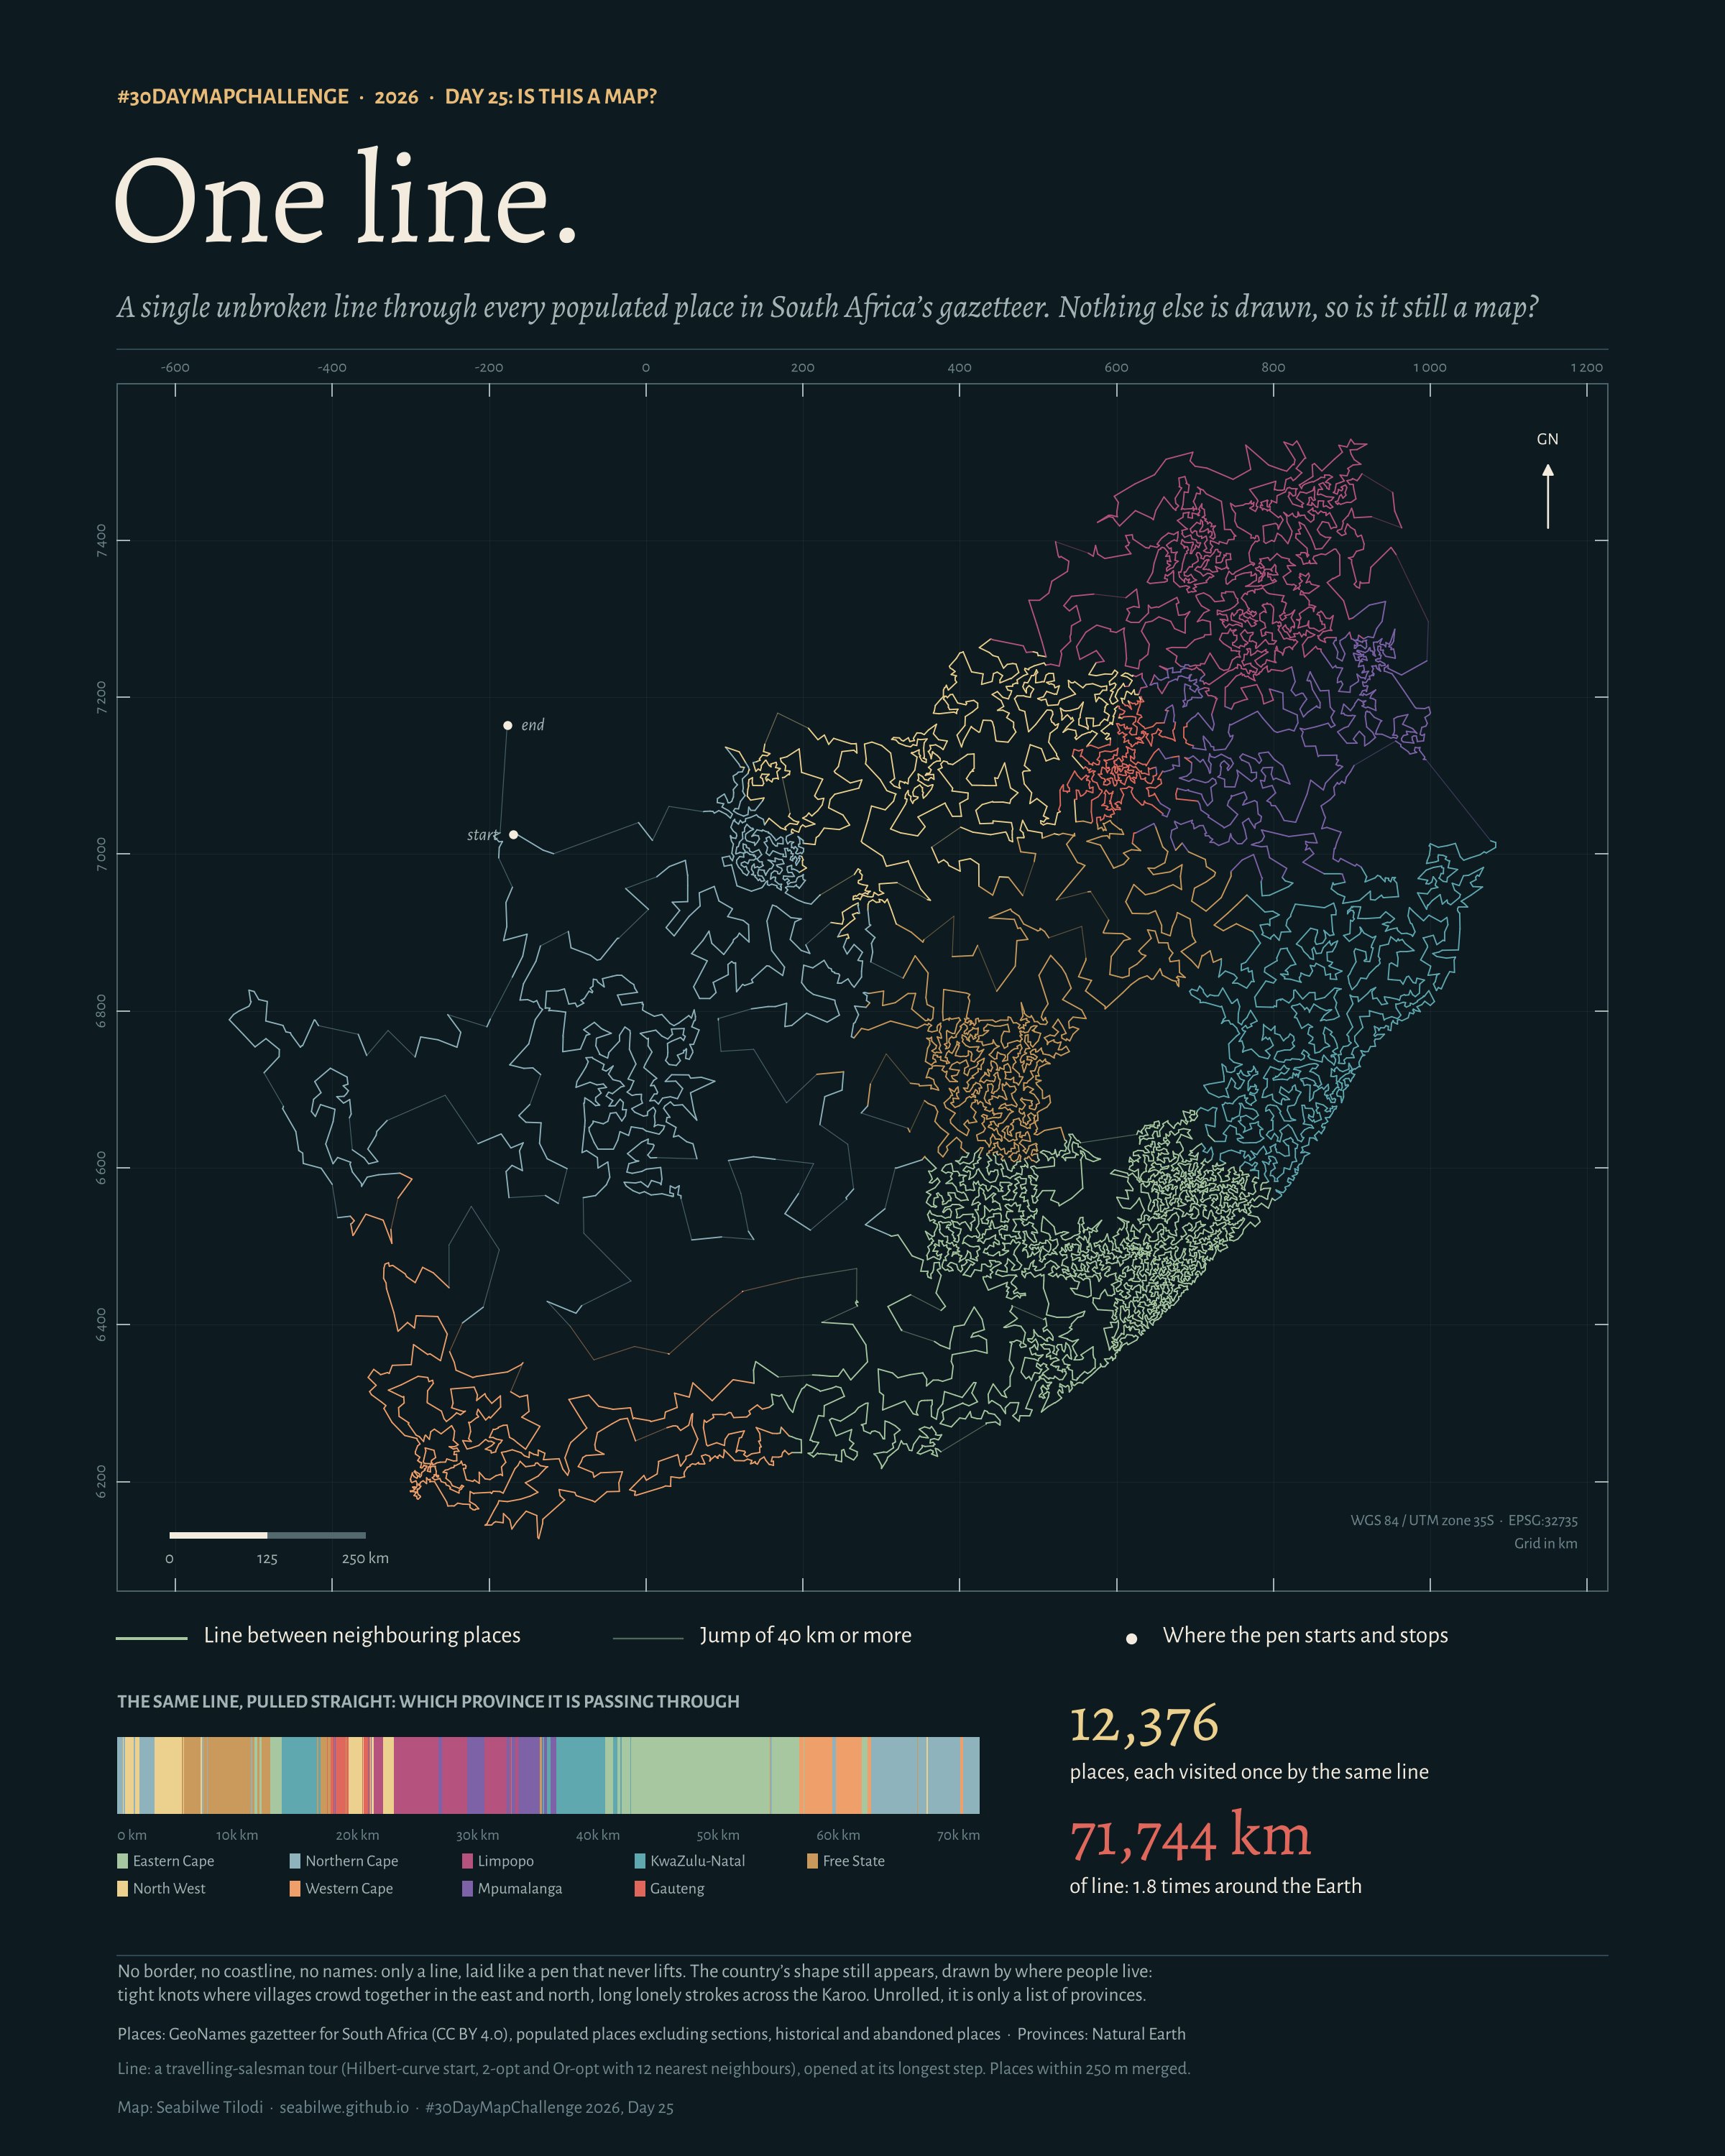 #30DAYMAPCHALLENGE · 2026 · DAY 25: IS THIS A MAP?
One line.
A single unbroken line through every populated place in South Africa’s gazetteer. Nothing else is drawn, so is it still a map?
-600 -400 -200 0 200 400 600 800 1 000 1 200
GN
7 400
7 200
end
start
7 000
6 800
6 600
6 400
6 200
WGS 84 / UTM zone 35S · EPSG:32735
Grid in km
0 125 250 km
Line between neighbouring places
Jump of 40 km or more
Where the pen starts and stops
THE SAME LINE, PULLED STRAIGHT: WHICH PROVINCE IT IS PASSING THROUGH
0 km 10k km 20k km 30k km 40k km 50k km 60k km 70k km
Eastern Cape Northern Cape Limpopo KwaZulu-Natal Free State
North West Western Cape Mpumalanga Gauteng
12,376
places, each visited once by the same line
71,744 km
of line: 1.8 times around the Earth
No border, no coastline, no names: only a line, laid like a pen that never lifts. The country’s shape still appears, drawn by where people live:
tight knots where villages crowd together in the east and north, long lonely strokes across the Karoo. Unrolled, it is only a list of provinces.
Places: GeoNames gazetteer for South Africa (CC BY 4.0), populated places excluding sections, historical and abandoned places · Provinces: Natural Earth
Line: a travelling-salesman tour (Hilbert-curve start, 2-opt and Or-opt with 12 nearest neighbours), opened at its longest step. Places within 250 m merged.
Map: Seabilwe Tilodi · seabilwe.github.io · #30DayMapChallenge 2026, Day 25